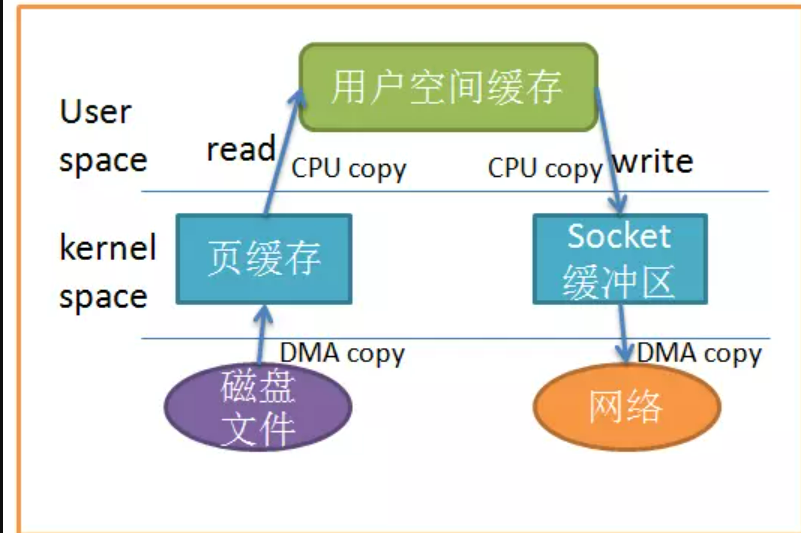 用户空间缓存
User
space
read
CPU copy
CPU copy
write
kernel
space
页缓存
Socket
缓冲区
DMA copy
DMA copy
磁盘
文件
网络